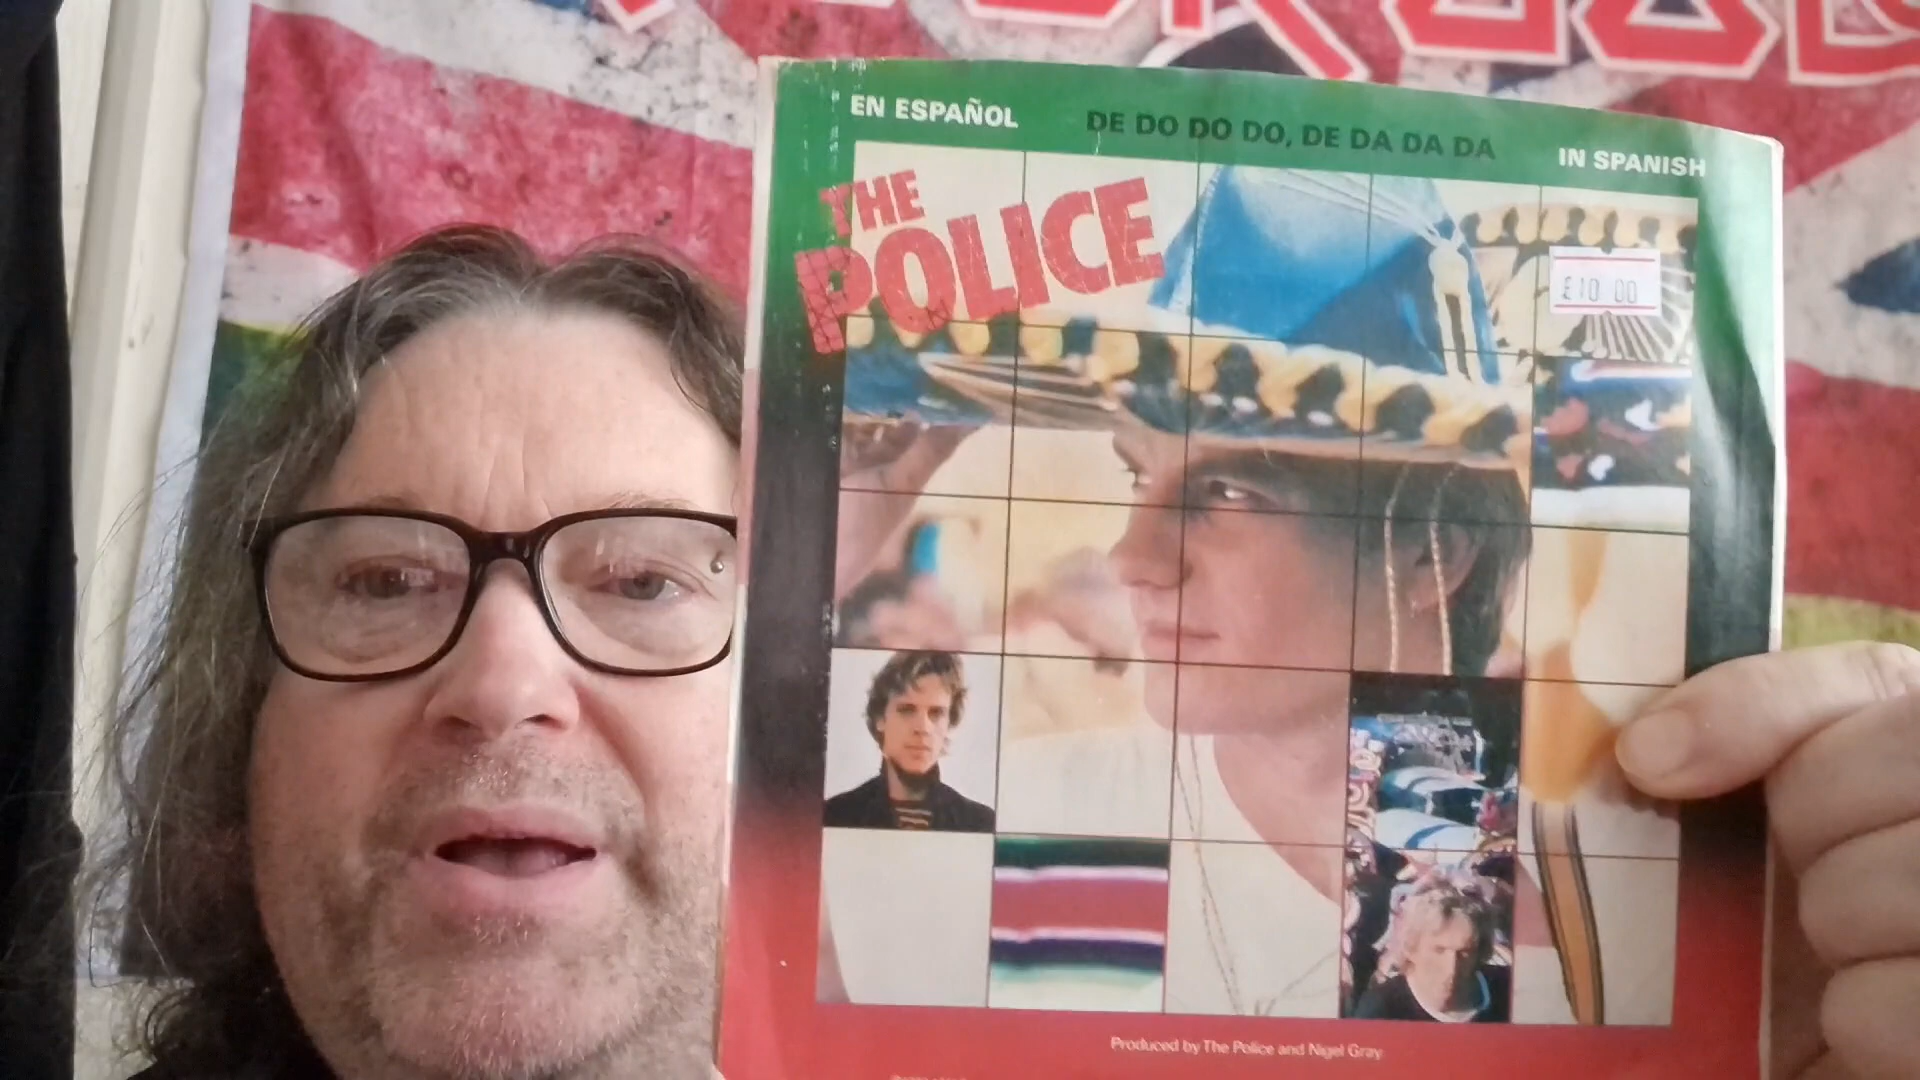 EN ESPAÑOL
DE DO DO DO, DE DA DA DA
IN SPANISH
THE
POLICE
£10 00
Produced by The Police and Nigel Gray